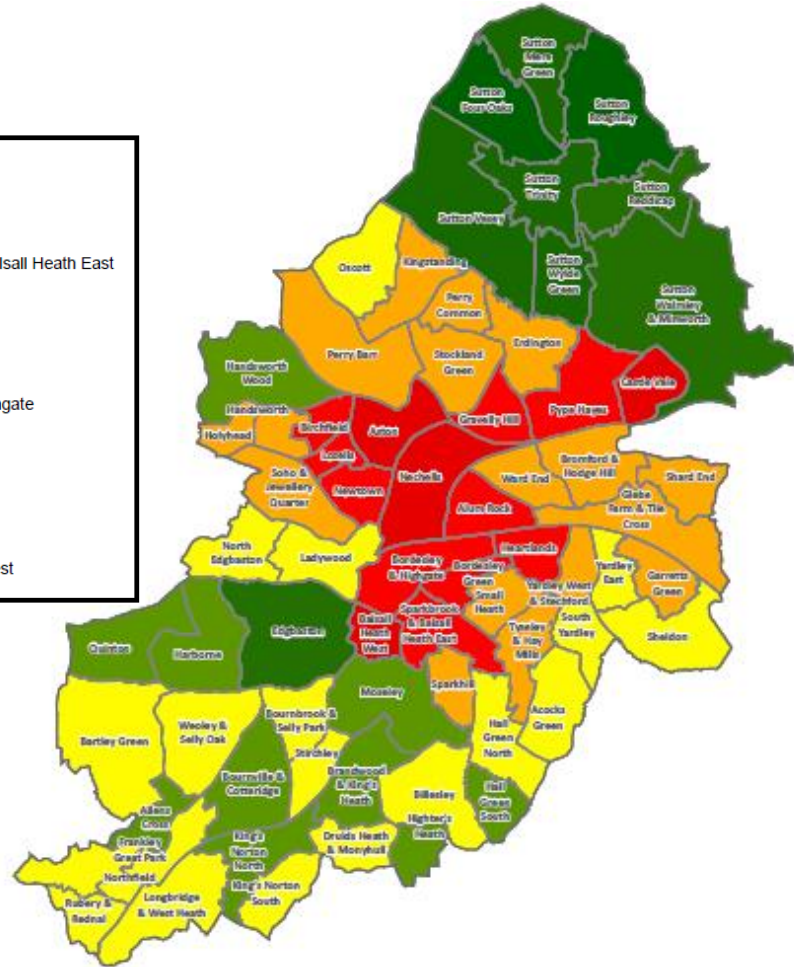 lsall Heath East
gate
st
Sutton
Mere
Green
Sutton
Four Oaks
Sutton
Roughley
Sutton
Trinity
Sutton
Reddicap
Sutton Vesey
Sutton
Wylde
Green
Sutton
Walmley
& Minworth
Oscott
Kingstanding
Perry
Common
Perry Barr
Stockland
Green
Erdington
Handsworth
Wood
Handsworth
Holyhead
Birchfield
Aston
Gravelly Hill
Pype Hayes
Castle Vale
Lozells
Soho &
Jewellery
Quarter
Newtown
Nechells
Ward End
Bromford &
Hodge Hill
Shard End
Glebe
Farm & Tile
Cross
Alum Rock
North
Edgbaston
Ladywood
Bordesley
& Highgate
Bordesley
Green
Heartlands
Small
Heath
Yardley West
& Stechford
Yardley
East
Garretts
Green
Quinton
Harborne
Edgbaston
Balsall
Heath
West
Sparkbrook
& Balsall
Heath East
Tyseley
& Hay
Mills
South
Yardley
Sheldon
Moseley
Sparkhill
Hall
Green
North
Acocks
Green
Bartley Green
Weoley &
Selly Oak
Bournbrook &
Selly Park
Stirchley
Bournville &
Cotteridge
Brandwood
& King's
Heath
Billesley
Hall
Green
South
Allens
Cross
Frankley
Great Park
Northfield
King's
Norton
North
Druids Heath
& Monyhull
Highter's
Heath
Rubery &
Rednal
Longbridge
& West Heath
King's Norton
South